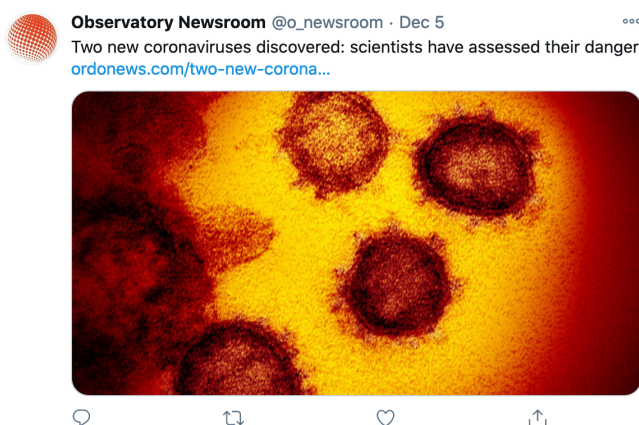 Observatory Newsroom @o_newsroom · Dec 5
Two new coronaviruses discovered: scientists have assessed their danger
ordonews.com/two-new-corona...